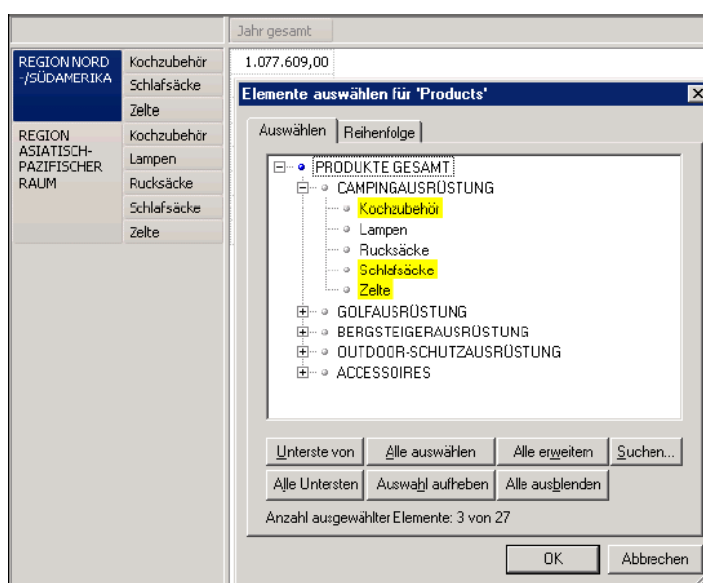 Jahr gesamt
REGION NORD
-/SÜDAMERIKA
Kochzubehör
1.077.609,00
Schlafsäcke
Zelte
REGION
ASIATISCH-
PAZIFISCHER
RAUM
Kochzubehör
Lampen
Rucksäcke
Schlafsäcke
Zelte
Elemente auswählen für 'Products'
Auswählen Reihenfolge
PRODUKTE GESAMT
CAMPINGAUSRÜSTUNG
Kochzubehör
Lampen
Rucksäcke
Schlafsäcke
Zelte
GOLFAUSRÜSTUNG
BERGSTEIGERAUSRÜSTUNG
OUTDOOR-SCHUTZAUSRÜSTUNG
ACCESSOIRES
Unterste von Alle auswählen Alle erweitern Suchen...
Alle Untersten Auswahl aufheben Alle ausblenden
Anzahl ausgewählter Elemente: 3 von 27
OK Abbrechen